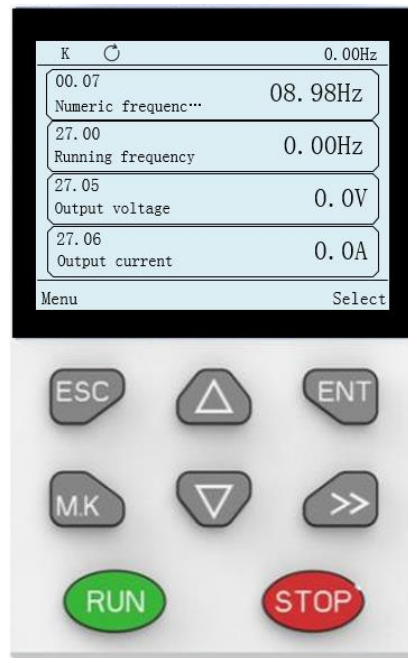 K 0.00Hz
00.07
Numeric frequenc… 08.98Hz
27.00
Running frequency 0.00Hz
27.05
Output voltage 0.0V
27.06
Output current 0.0A
Menu Select
ESC ENT
M.K >>
RUN STOP